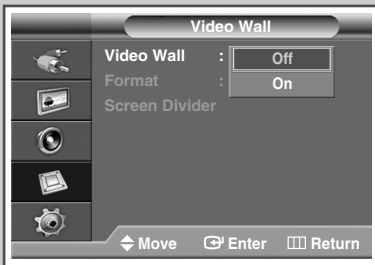 Video Wall
Video Wall : Off
Format : On
Screen Divider
Move Enter Return